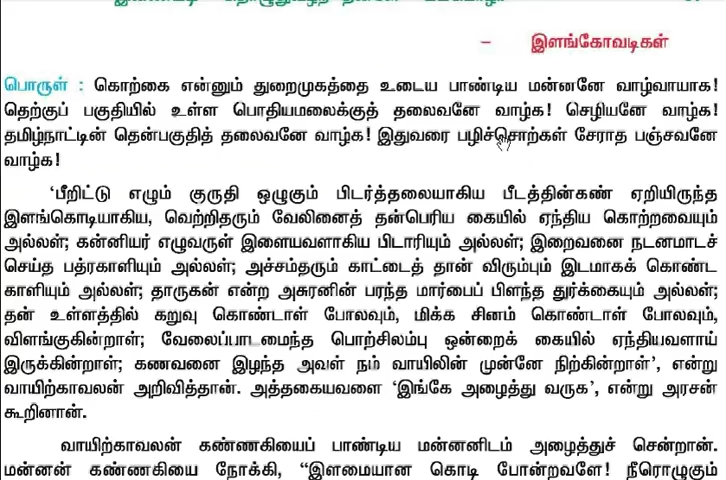 – இளங்கோவடிகள்
பொருள் : கொற்கை என்னும் துறைமுகத்தை உடைய பாண்டிய மன்னனே வாழ்வாயாக!
தெற்குப் பகுதியில் உள்ள பொதியமலைக்குத் தலைவனே வாழ்க! செழியனே வாழ்க!
தமிழ்நாட்டின் தென்பகுதித் தலைவனே வாழ்க! இதுவரை பழிச்சொற்கள் சேராத பஞ்சவனே
வாழ்க!
‘பீறிட்டு எழும் குருதி ஒழுகும் பிடர்த்தலையாகிய பீடத்தின்கண் ஏறியிருந்த
இளங்கொடியாகிய, வெற்றிதரும் வேலினைத் தன்பெரிய கையில் ஏந்திய கொற்றவையும்
அல்லள்; கன்னியர் எழுவருள் இளையவளாகிய பிடாரியும் அல்லள்; இறைவனை நடனமாடச்
செய்த பத்ரகாளியும் அல்லள்; அச்சம்தரும் காட்டைத் தான் விரும்பும் இடமாகக் கொண்ட
காளியும் அல்லள்; தாருகன் என்ற அசுரனின் பரந்த மார்பைப் பிளந்த துர்க்கையும் அல்லள்;
தன் உள்ளத்தில் கறுவு கொண்டாள் போலவும், மிக்க சினம் கொண்டாள் போலவும்,
விளங்குகின்றாள்; வேலைப்பாடமைந்த பொற்சிலம்பு ஒன்றைக் கையில் ஏந்தியவளாய்
இருக்கின்றாள்; கணவனை இழந்த அவள் நம் வாயிலின் முன்னே நிற்கின்றாள்’, என்று
வாயிற்காவலன் அறிவித்தான். அத்தகையவளை ‘இங்கே அழைத்து வருக’, என்று அரசன்
கூறினான்.
வாயிற்காவலன் கண்ணகியைப் பாண்டிய மன்னனிடம் அழைத்துச் சென்றான்.
மன்னன் கண்ணகியை நோக்கி, “இளமையான கொடி போன்றவளே! நீரொழுகும்